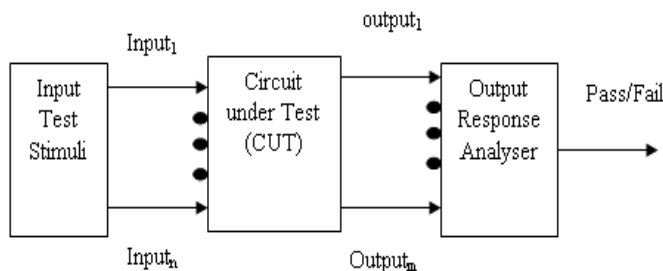 Input₁
output₁
Input
Test
Stimuli
Circuit
under Test
(CUT)
Output
Response
Analyser
Pass/Fail
Inputₙ
Outputₘ